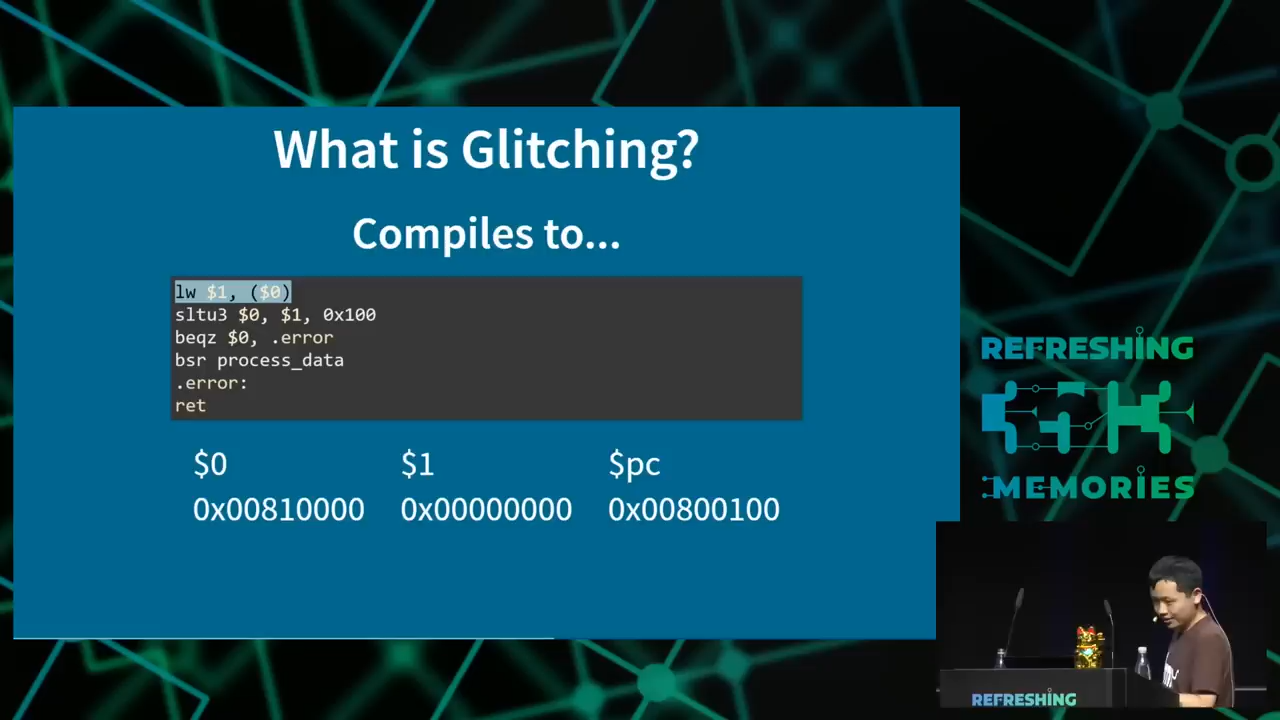 What is Glitching?
Compiles to...
lw $1, ($0)
sltu3 $0, $1, 0x100
beqz $0, .error
bsr process_data
.error:
ret
$0 $1 $pc
0x00810000 0x00000000 0x00800100
REFRESHING
35C3
MEMORIES
REFRESHING